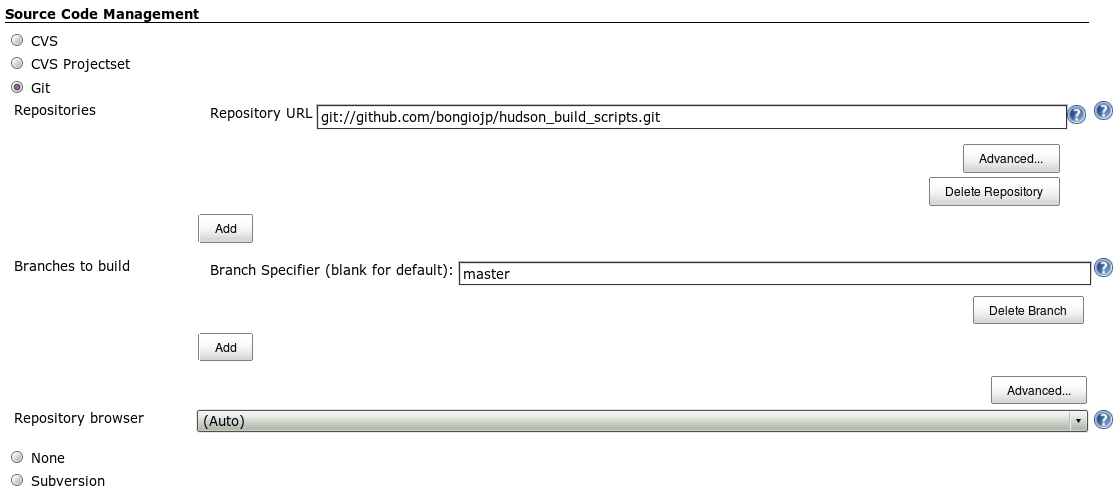 Source Code Management
CVS
CVS Projectset
Git
Repositories Repository URL git://github.com/bongiojp/hudson_build_scripts.git ? ?
Advanced...
Delete Repository
Add
Branches to build Branch Specifier (blank for default): master ?
Delete Branch
Add
Advanced...
Repository browser (Auto) ?
None
Subversion